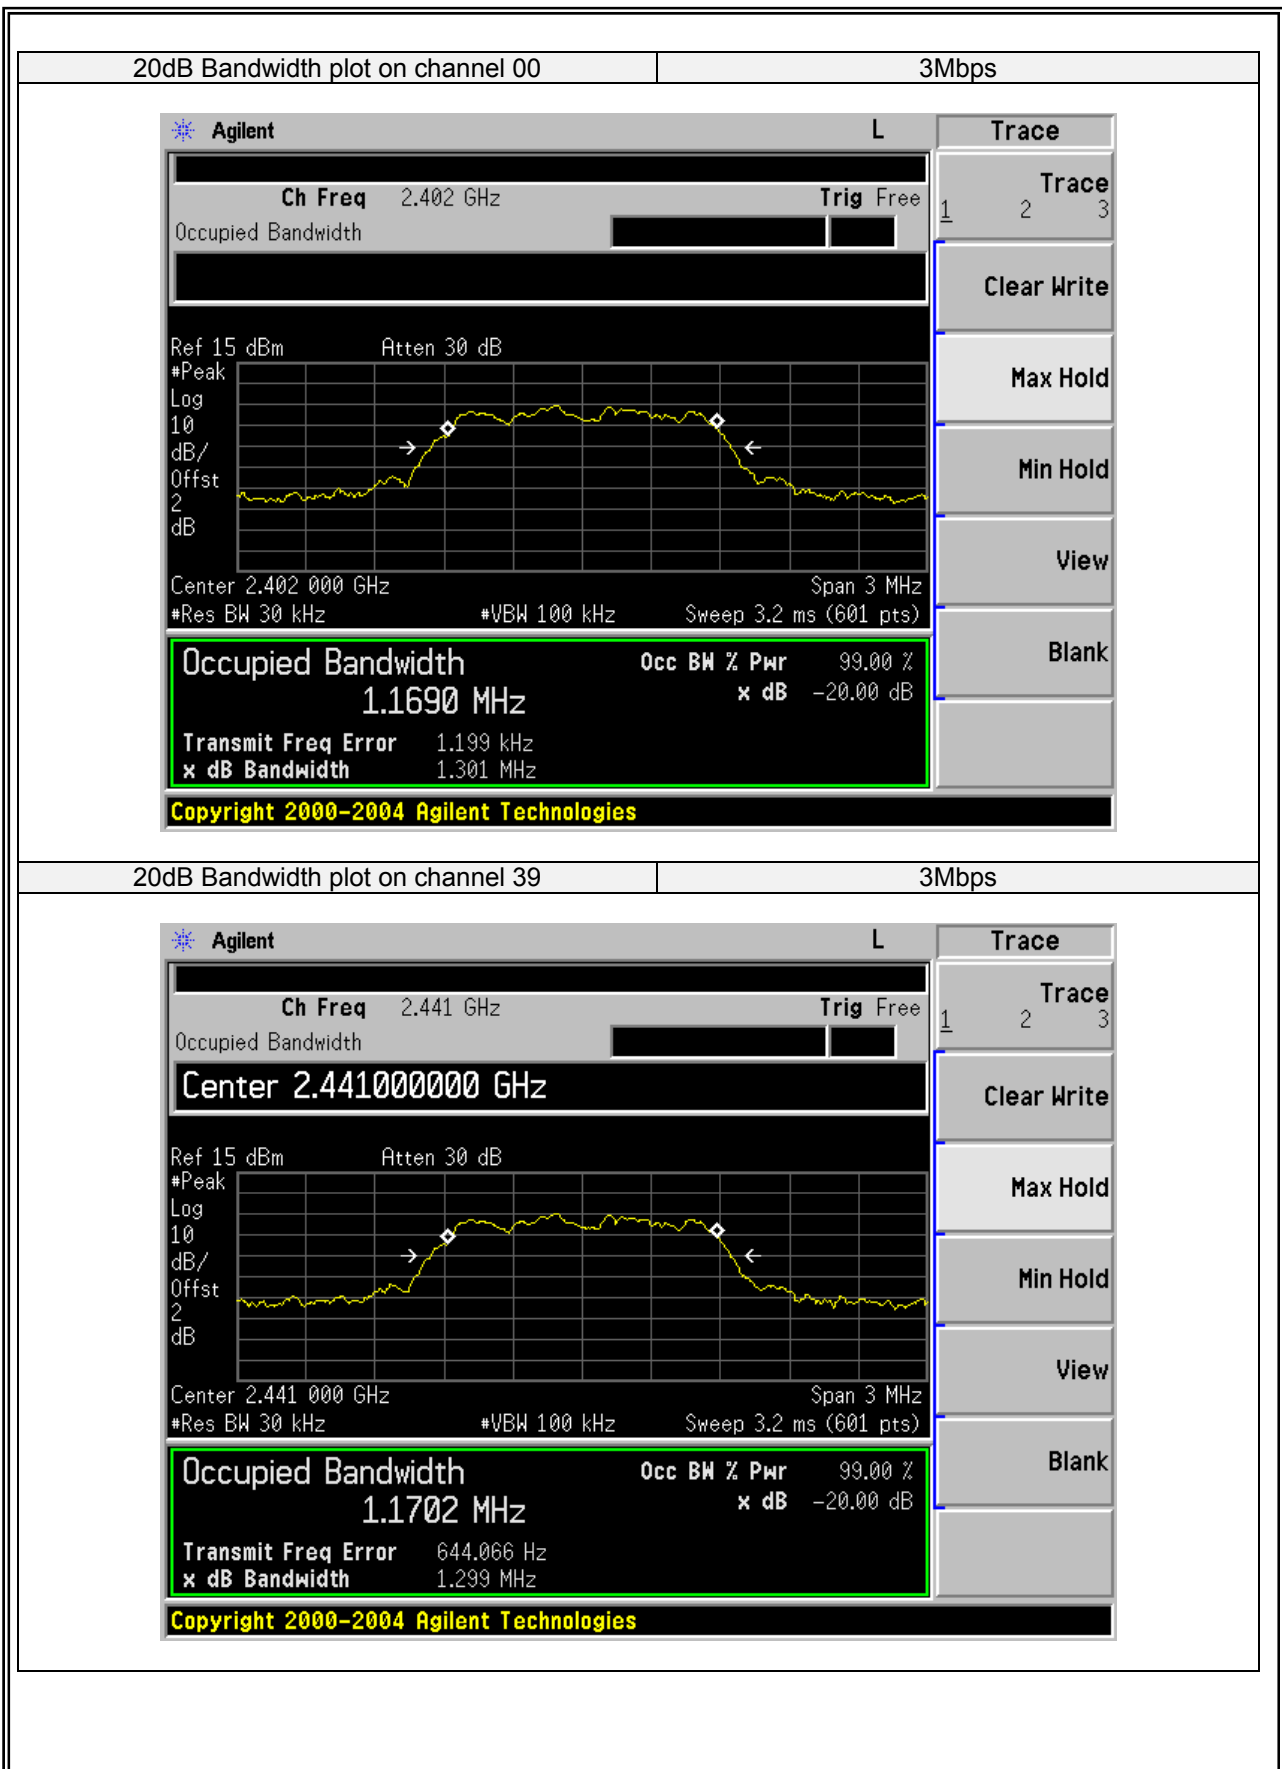 20dB Bandwidth plot on channel 00 3Mbps
Agilent L Trace
Ch Freq 2.402 GHz Trig Free
Trace
1 2 3
Occupied Bandwidth
Clear Write
Ref 15 dBm Atten 30 dB
#Peak
Log
10
dB/
Offst
2
dB
Max Hold
Min Hold
View
Center 2.402 000 GHz Span 3 MHz
#Res BW 30 kHz #VBW 100 kHz Sweep 3.2 ms (601 pts)
Blank
Occupied Bandwidth Occ BW % Pwr 99.00 %
1.1690 MHz x dB -20.00 dB
Transmit Freq Error 1.199 kHz
x dB Bandwidth 1.301 MHz
Copyright 2000-2004 Agilent Technologies
20dB Bandwidth plot on channel 39 3Mbps
Agilent L Trace
Ch Freq 2.441 GHz Trig Free
Trace
1 2 3
Occupied Bandwidth
Center 2.441000000 GHz
Clear Write
Ref 15 dBm Atten 30 dB
#Peak
Log
10
dB/
Offst
2
dB
Max Hold
Min Hold
View
Center 2.441 000 GHz Span 3 MHz
#Res BW 30 kHz #VBW 100 kHz Sweep 3.2 ms (601 pts)
Blank
Occupied Bandwidth Occ BW % Pwr 99.00 %
1.1702 MHz x dB -20.00 dB
Transmit Freq Error 644.066 Hz
x dB Bandwidth 1.299 MHz
Copyright 2000-2004 Agilent Technologies